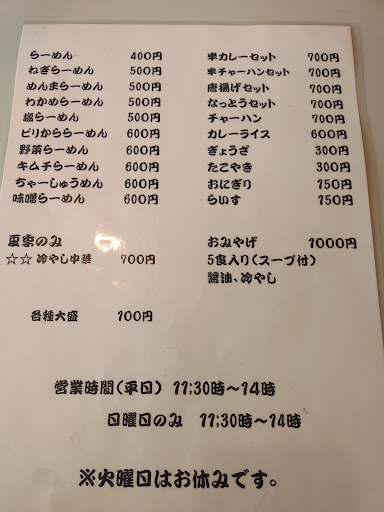 らーめん 400円
ねぎらーめん 500円
めんまらーめん 500円
わかめらーめん 500円
塩らーめん 500円
ピリかららーめん 600円
野菜らーめん 600円
キムチらーめん 600円
ちゃーしゅうめん 600円
味噌らーめん 600円
半カレーセット 700円
半チャーハンセット 700円
唐揚げセット 700円
なっとうセット 700円
チャーハン 700円
カレーライス 600円
ぎょうざ 300円
たこやき 300円
おにぎり 150円
らいす 150円
夏季のみ
☆☆冷やし中華 700円
各種大盛 100円
おみやげ 1000円
5食入り(スープ付)
醤油、冷やし
営業時間(平日) 11;30時〜14時
日曜日のみ 11;30時〜14時
※火曜日はお休みです。